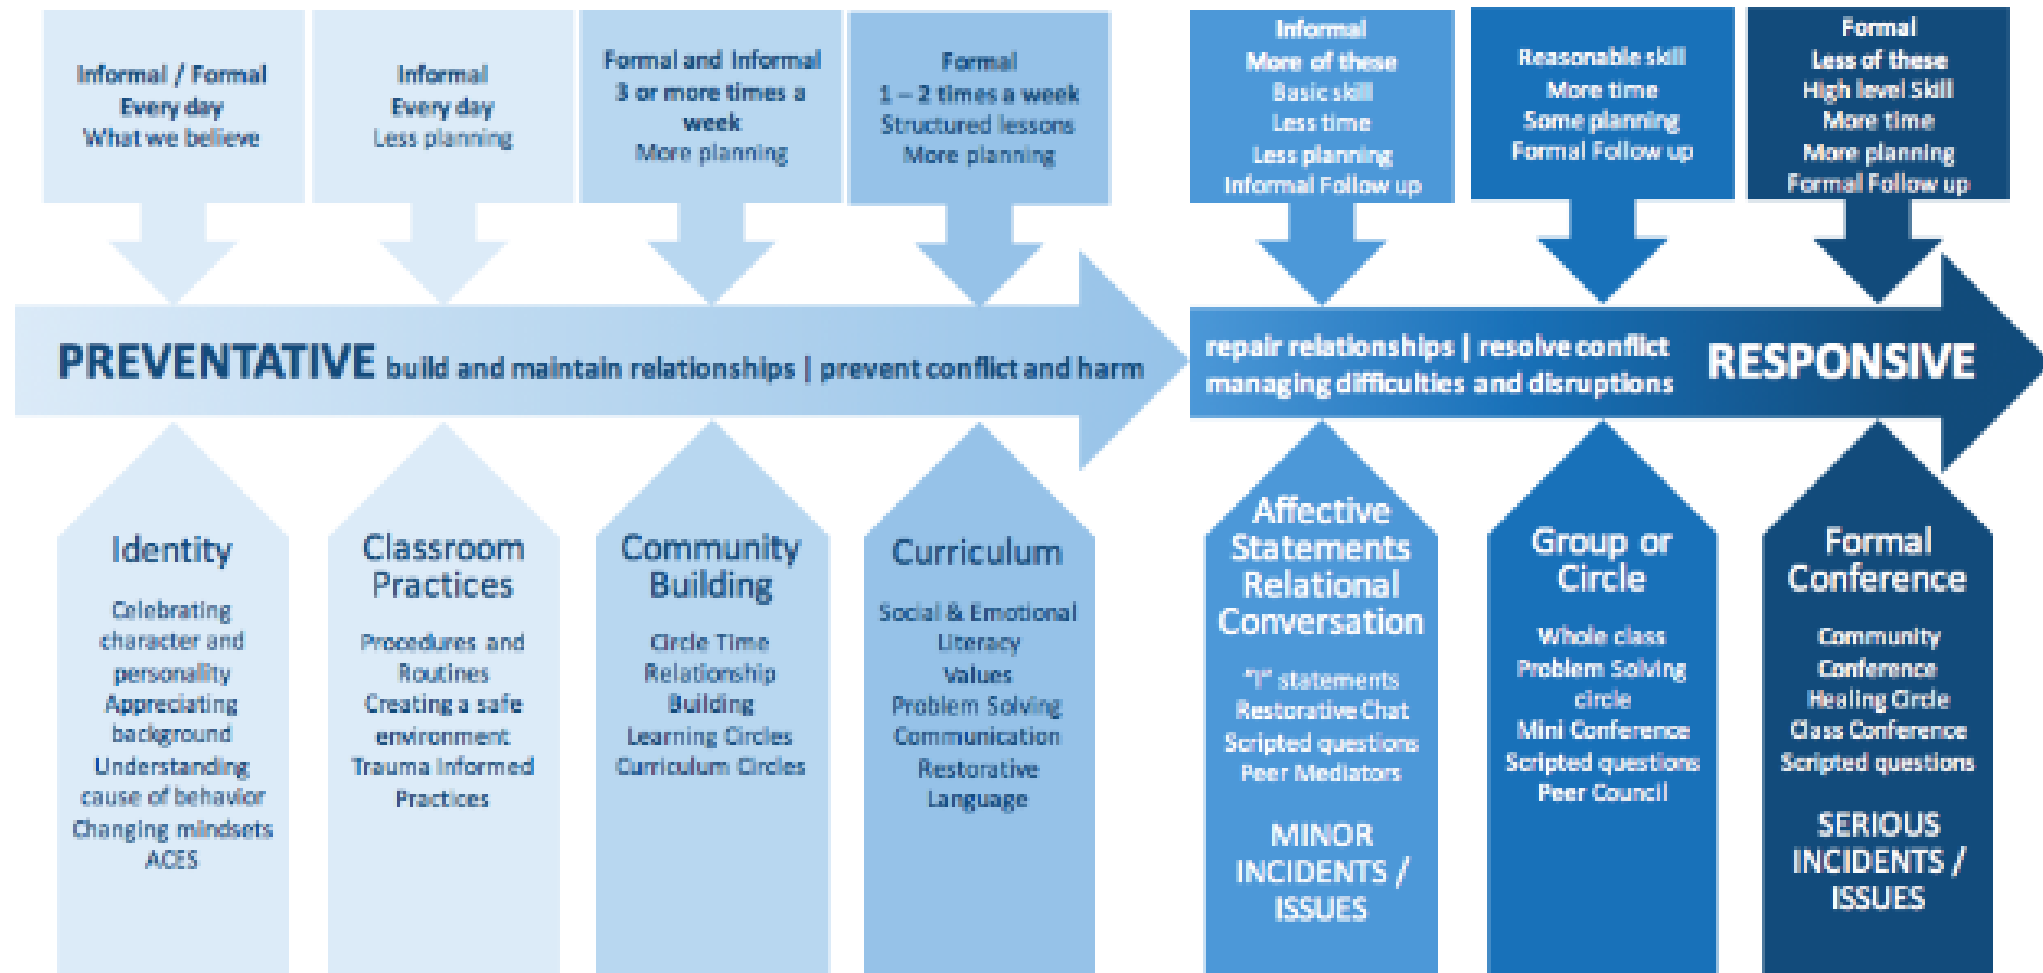 Informal / Formal
Every day
What we believe
Informal
Every day
Less planning
Formal and Informal
3 or more times a
week
More planning
Formal
1 – 2 times a week
Structured lessons
More planning
Informal
More of these
Basic skill
Less time
Less planning
Informal Follow up
Reasonable skill
More time
Some planning
Formal Follow up
Formal
Less of these
High level Skill
More time
More planning
Formal Follow up
PREVENTATIVE build and maintain relationships | prevent conflict and harm
repair relationships | resolve conflict
managing difficulties and disruptions
RESPONSIVE
Identity
Celebrating
character and
personality
Appreciating
background
Understanding
cause of behavior
Changing mindsets
ACES
Classroom
Practices
Procedures and
Routines
Creating a safe
environment
Trauma Informed
Practices
Community
Building
Circle Time
Relationship
Building
Learning Circles
Curriculum Circles
Curriculum
Social & Emotional
Literacy
Values
Problem Solving
Communication
Restorative
Language
Affective
Statements
Relational
Conversation
"I" statements
Restorative Chat
Scripted questions
Peer Mediators
MINOR
INCIDENTS /
ISSUES
Group or
Circle
Whole class
Problem Solving
circle
Mini Conference
Scripted questions
Peer Council
Formal
Conference
Community
Conference
Healing Circle
Class Conference
Scripted questions
SERIOUS
INCIDENTS /
ISSUES